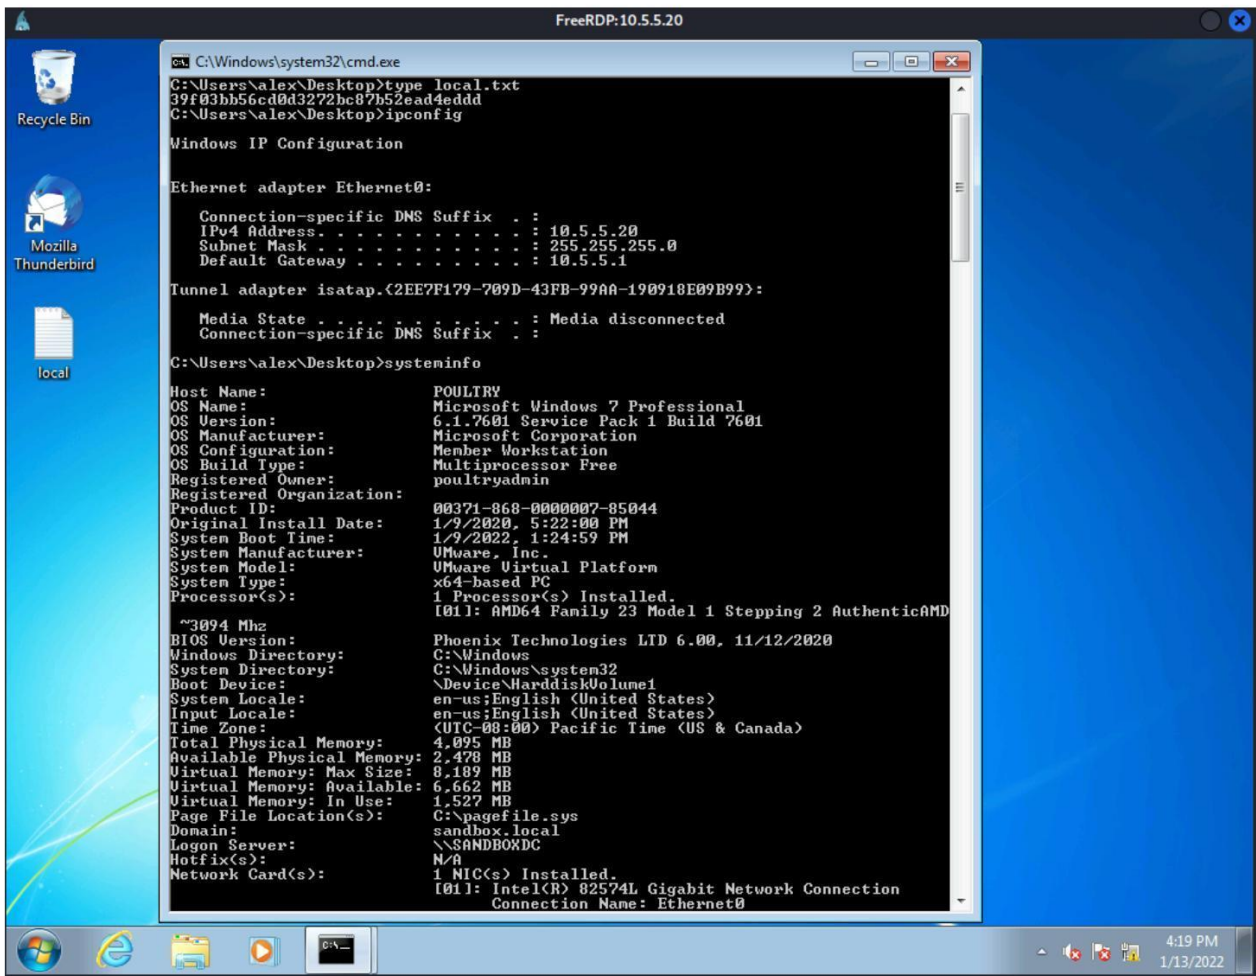 FreeRDP:10.5.5.20
Recycle Bin
Mozilla
Thunderbird
local
C:\Windows\system32\cmd.exe
C:\Users\alex\Desktop>type local.txt
39f03bb56cd0d3272bc87b52ead4eddd
C:\Users\alex\Desktop>ipconfig
Windows IP Configuration
Ethernet adapter Ethernet0:
Connection-specific DNS Suffix . :
IPv4 Address. . . . . . . . . . . : 10.5.5.20
Subnet Mask . . . . . . . . . . . : 255.255.255.0
Default Gateway . . . . . . . . . : 10.5.5.1
Tunnel adapter isatap.{2EE7F179-709D-43FB-99AA-190918E09B99}:
Media State . . . . . . . . . . . : Media disconnected
Connection-specific DNS Suffix . :
C:\Users\alex\Desktop>systeminfo
Host Name: POULTRY
OS Name: Microsoft Windows 7 Professional
OS Version: 6.1.7601 Service Pack 1 Build 7601
OS Manufacturer: Microsoft Corporation
OS Configuration: Member Workstation
OS Build Type: Multiprocessor Free
Registered Owner: poultryadmin
Registered Organization:
Product ID: 00371-868-0000007-85044
Original Install Date: 1/9/2020, 5:22:00 PM
System Boot Time: 1/9/2022, 1:24:59 PM
System Manufacturer: VMware, Inc.
System Model: VMware Virtual Platform
System Type: x64-based PC
Processor(s): 1 Processor(s) Installed.
[01]: AMD64 Family 23 Model 1 Stepping 2 AuthenticAMD
~3094 Mhz
BIOS Version: Phoenix Technologies LTD 6.00, 11/12/2020
Windows Directory: C:\Windows
System Directory: C:\Windows\system32
Boot Device: \Device\HarddiskVolume1
System Locale: en-us;English (United States)
Input Locale: en-us;English (United States)
Time Zone: (UTC-08:00) Pacific Time (US & Canada)
Total Physical Memory: 4,095 MB
Available Physical Memory: 2,478 MB
Virtual Memory: Max Size: 8,189 MB
Virtual Memory: Available: 6,662 MB
Virtual Memory: In Use: 1,527 MB
Page File Location(s): C:\pagefile.sys
Domain: sandbox.local
Logon Server: \\SANDBOXDC
Hotfix(s): N/A
Network Card(s): 1 NIC(s) Installed.
[01]: Intel(R) 82574L Gigabit Network Connection
Connection Name: Ethernet0
C:\_
4:19 PM
1/13/2022